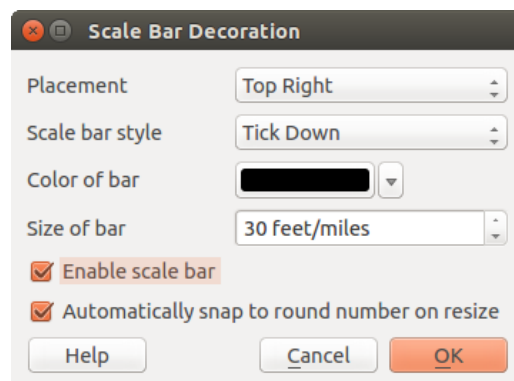 Scale Bar Decoration
Placement Top Right
Scale bar style Tick Down
Color of bar
Size of bar 30 feet/miles
Enable scale bar
Automatically snap to round number on resize
Help Cancel OK